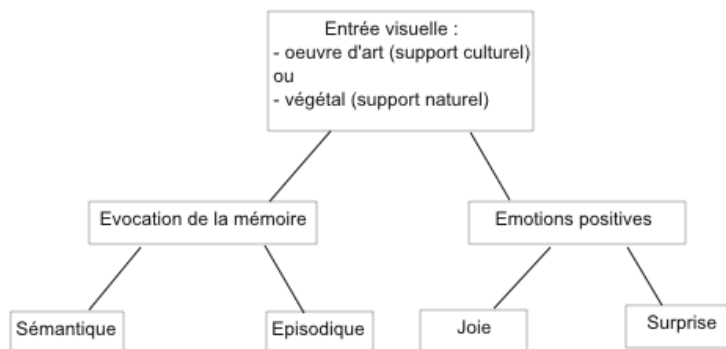 Entrée visuelle :
- oeuvre d'art (support culturel)
ou
- végétal (support naturel)
Evocation de la mémoire
Emotions positives
Sémantique
Episodique
Joie
Surprise